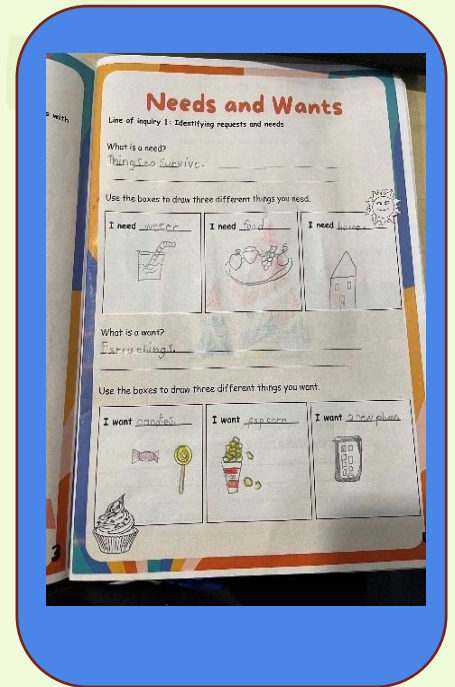 s with
Needs and Wants
Line of inquiry 1: Identifying requests and needs
What is a need?
Things to survive.
Use the boxes to draw three different things you need.
I need water I need food I need home
What is a want?
Use the boxes to draw three different things you want.
I want candies I want popcorn I want a new phone
3